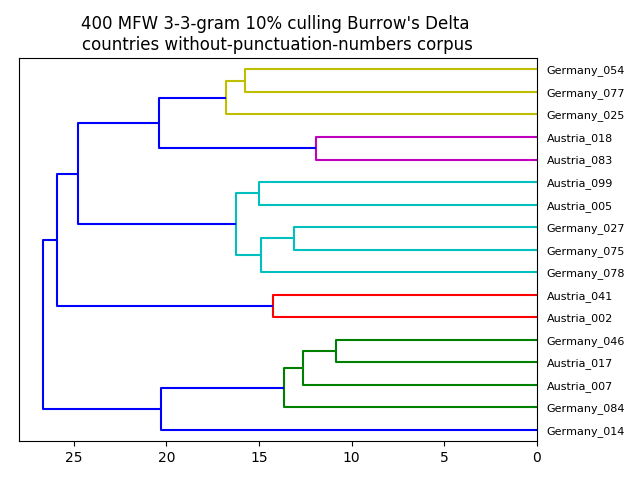 400 MFW 3-3-gram 10% culling Burrow's Delta
countries without-punctuation-numbers corpus
Germany_054
Germany_077
Germany_025
Austria_018
Austria_083
Austria_099
Austria_005
Germany_027
Germany_075
Germany_078
Austria_041
Austria_002
Germany_046
Austria_017
Austria_007
Germany_084
Germany_014
25 20 15 10 5 0